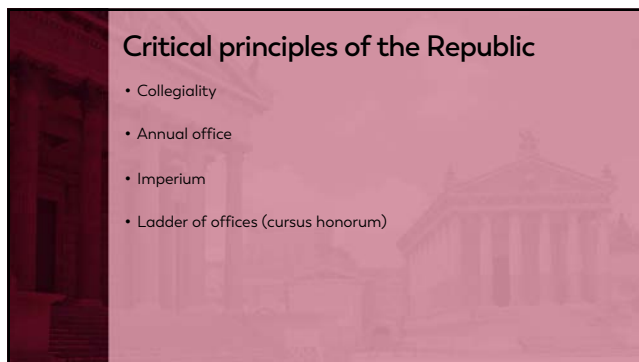 Critical principles of the Republic
• Collegiality
• Annual office
• Imperium
• Ladder of offices (cursus honorum)